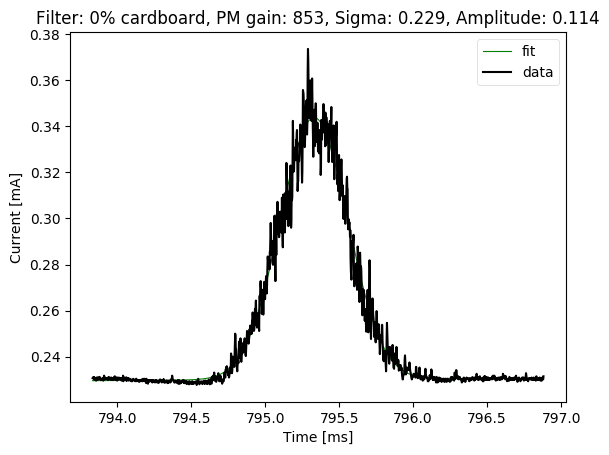 Filter: 0% cardboard, PM gain: 853, Sigma: 0.229, Amplitude: 0.114
fit
data
0.38
0.36
0.34
0.32
0.30
0.28
0.26
0.24
Current [mA]
794.0 794.5 795.0 795.5 796.0 796.5 797.0
Time [ms]